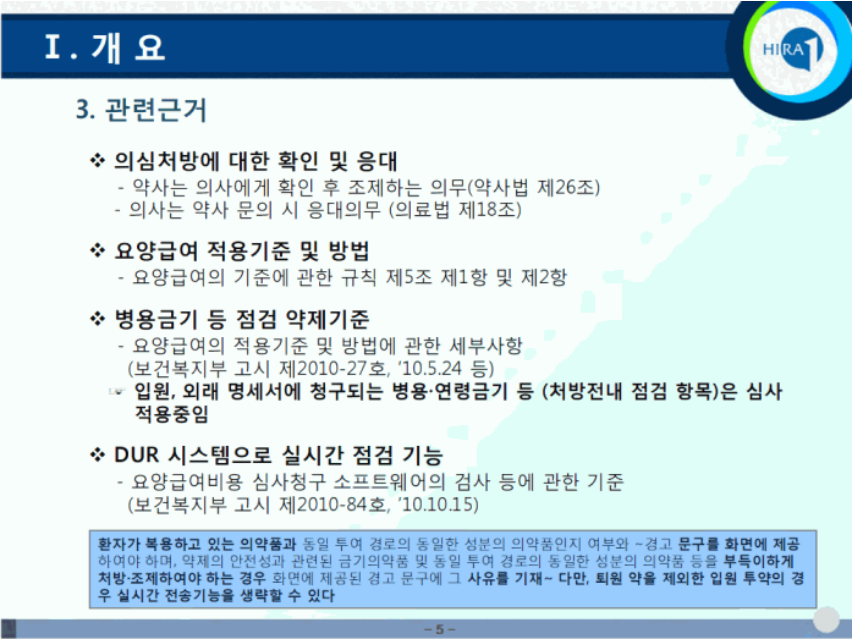 Ⅰ. 개 요
HIRA
3. 관련근거
❖ 의심처방에 대한 확인 및 응대
- 약사는 의사에게 확인 후 조제하는 의무(약사법 제26조)
- 의사는 약사 문의 시 응대의무 (의료법 제18조)
❖ 요양급여 적용기준 및 방법
- 요양급여의 기준에 관한 규칙 제5조 제1항 및 제2항
❖ 병용금기 등 점검 약제기준
- 요양급여의 적용기준 및 방법에 관한 세부사항
(보건복지부 고시 제2010-27호, ‘10.5.24 등)
☞ 입원, 외래 명세서에 청구되는 병용·연령금기 등 (처방전내 점검 항목)은 심사
적용중임
❖ DUR 시스템으로 실시간 점검 기능
- 요양급여비용 심사청구 소프트웨어의 검사 등에 관한 기준
(보건복지부 고시 제2010-84호, ‘10.10.15)
환자가 복용하고 있는 의약품과 동일 투여 경로의 동일한 성분의 의약품인지 여부와 ~경고 문구를 화면에 제공
하여야 하며, 약제의 안전성과 관련된 금기의약품 및 동일 투여 경로의 동일한 성분의 의약품 등을 부득이하게
처방·조제하여야 하는 경우 화면에 제공된 경고 문구에 그 사유를 기재~ 다만, 퇴원 약을 제외한 입원 투약의 경
우 실시간 전송기능을 생략할 수 있다
- 5 -